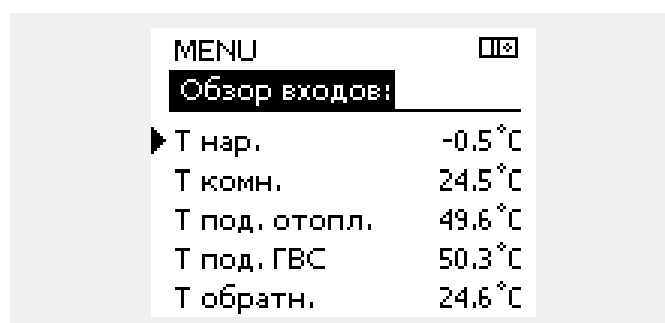 MENU
Обзор входов:
Т нар. -0.5°C
Т комн. 24.5°C
Т под. отопл. 49.6°C
Т под. ГВС 50.3°C
Т обратн. 24.6°C